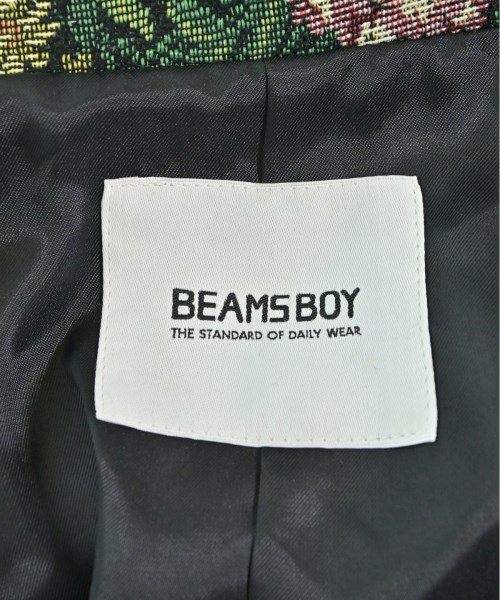 BEAMS BOY
THE STANDARD OF DAILY WEAR